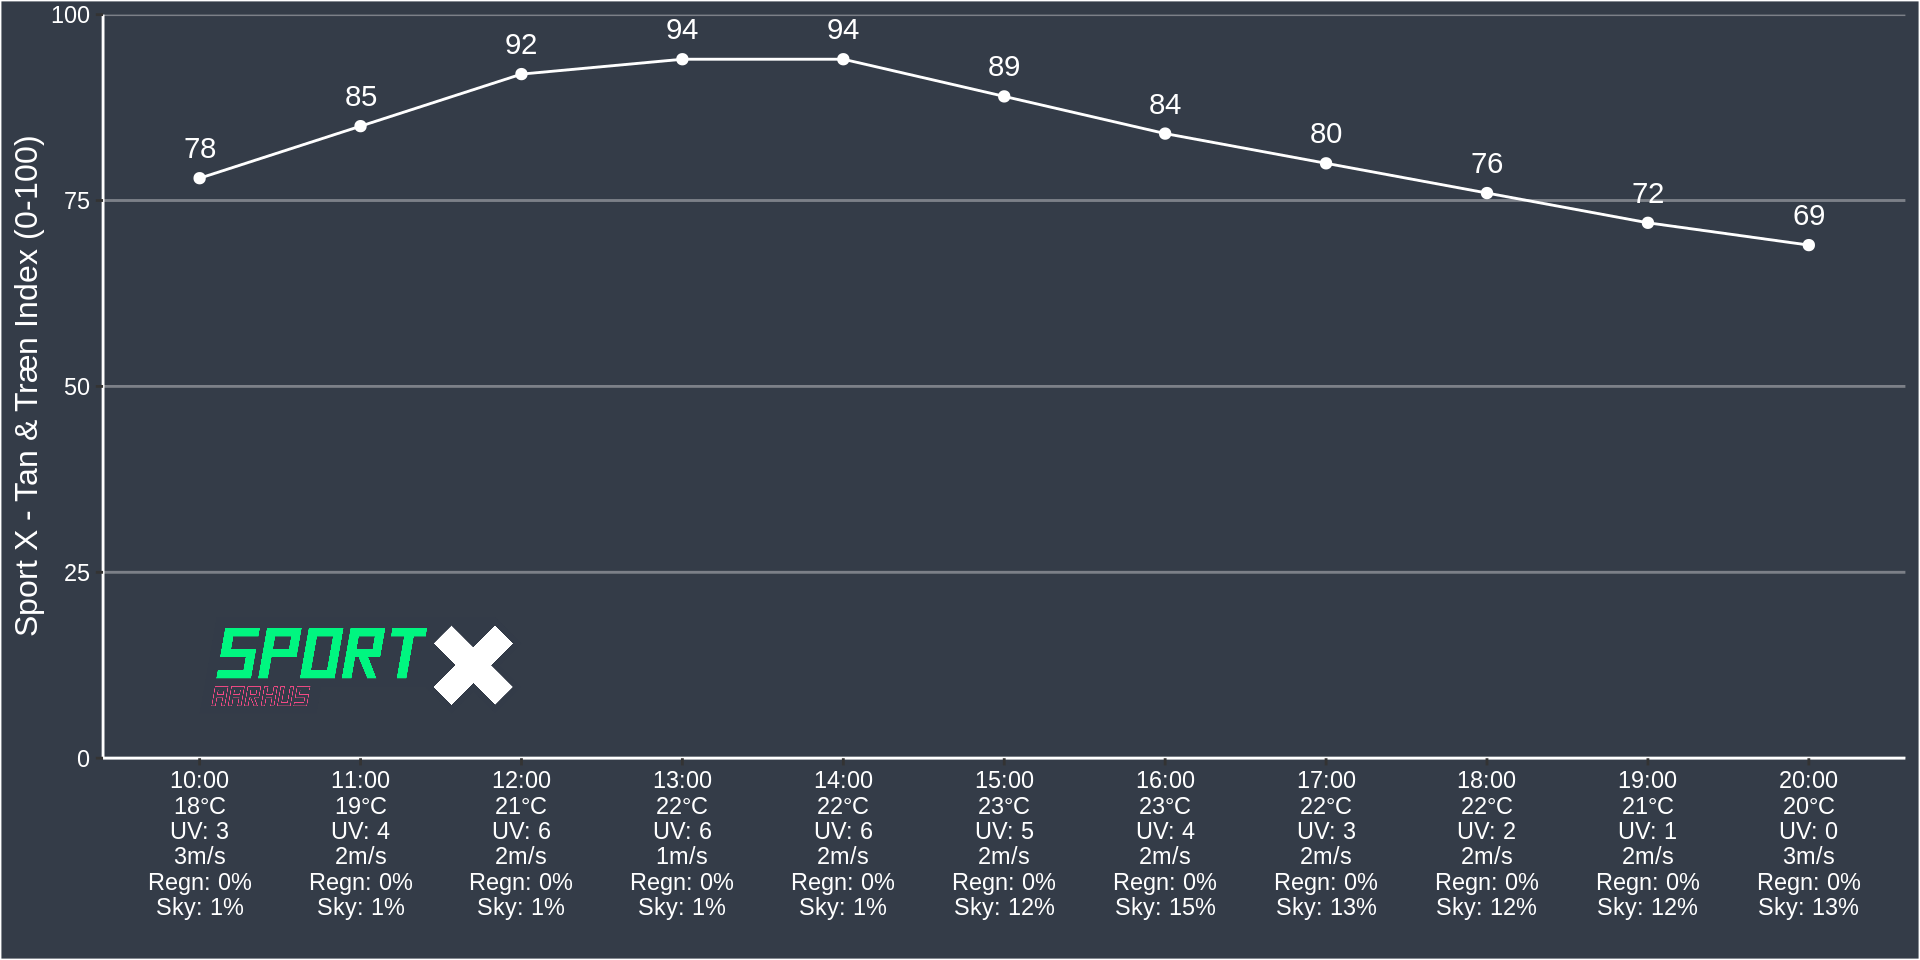 Sport X - Tan & Træn Index (0-100)
100
75
50
25
0
78
85
92
94
94
89
84
80
76
72
69
SPORT X
AARHUS
10:00 11:00 12:00 13:00 14:00 15:00 16:00 17:00 18:00 19:00 20:00
18°C 19°C 21°C 22°C 22°C 23°C 23°C 22°C 22°C 21°C 20°C
UV: 3 UV: 4 UV: 6 UV: 6 UV: 6 UV: 5 UV: 4 UV: 3 UV: 2 UV: 1 UV: 0
3m/s 2m/s 2m/s 1m/s 2m/s 2m/s 2m/s 2m/s 2m/s 2m/s 3m/s
Regn: 0% Regn: 0% Regn: 0% Regn: 0% Regn: 0% Regn: 0% Regn: 0% Regn: 0% Regn: 0% Regn: 0% Regn: 0%
Sky: 1% Sky: 1% Sky: 1% Sky: 1% Sky: 1% Sky: 12% Sky: 15% Sky: 13% Sky: 12% Sky: 12% Sky: 13%